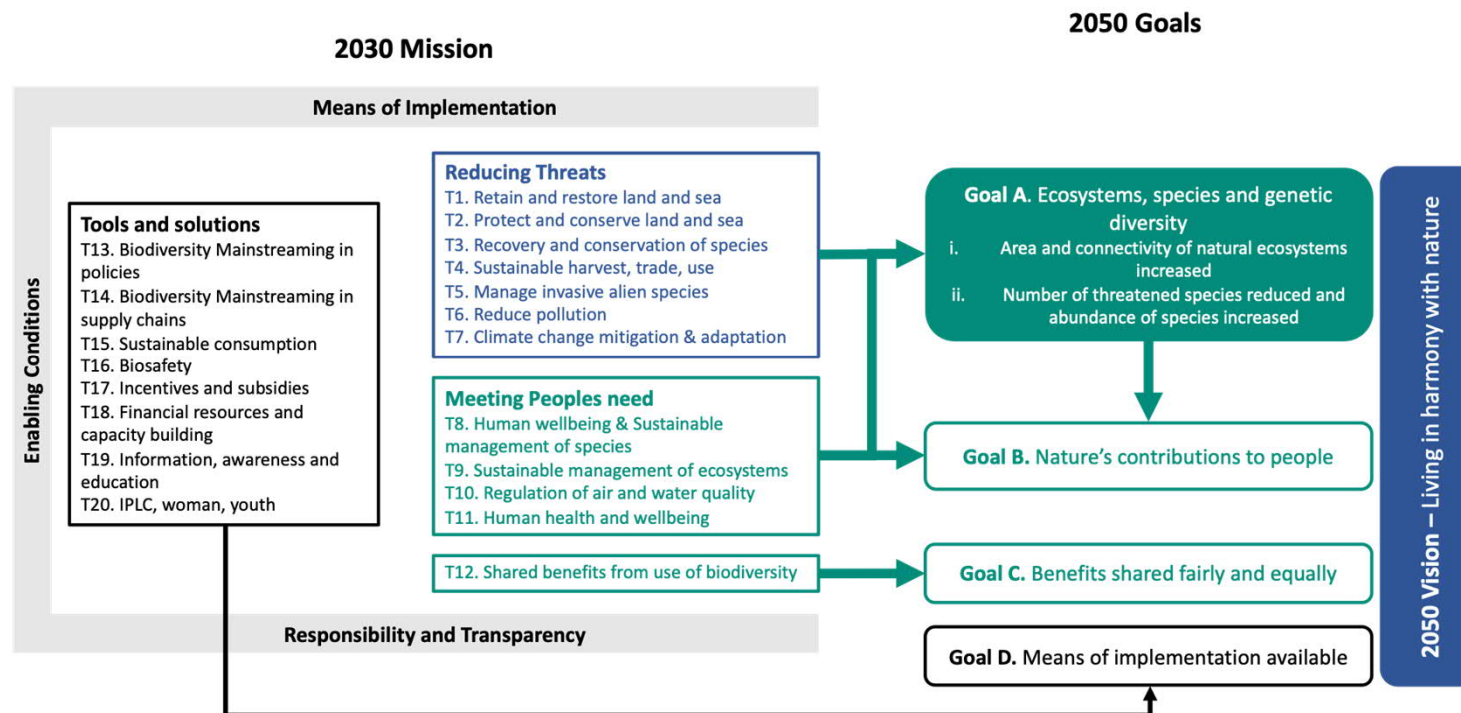 2030 Mission
2050 Goals
Means of Implementation
Enabling Conditions
Tools and solutions
T13. Biodiversity Mainstreaming in
policies
T14. Biodiversity Mainstreaming in
supply chains
T15. Sustainable consumption
T16. Biosafety
T17. Incentives and subsidies
T18. Financial resources and
capacity building
T19. Information, awareness and
education
T20. IPLC, woman, youth
Reducing Threats
T1. Retain and restore land and sea
T2. Protect and conserve land and sea
T3. Recovery and conservation of species
T4. Sustainable harvest, trade, use
T5. Manage invasive alien species
T6. Reduce pollution
T7. Climate change mitigation & adaptation
Meeting Peoples need
T8. Human wellbeing & Sustainable
management of species
T9. Sustainable management of ecosystems
T10. Regulation of air and water quality
T11. Human health and wellbeing
T12. Shared benefits from use of biodiversity
Responsibility and Transparency
Goal A. Ecosystems, species and genetic
diversity
i. Area and connectivity of natural ecosystems
increased
ii. Number of threatened species reduced and
abundance of species increased
Goal B. Nature’s contributions to people
Goal C. Benefits shared fairly and equally
Goal D. Means of implementation available
2050 Vision – Living in harmony with nature